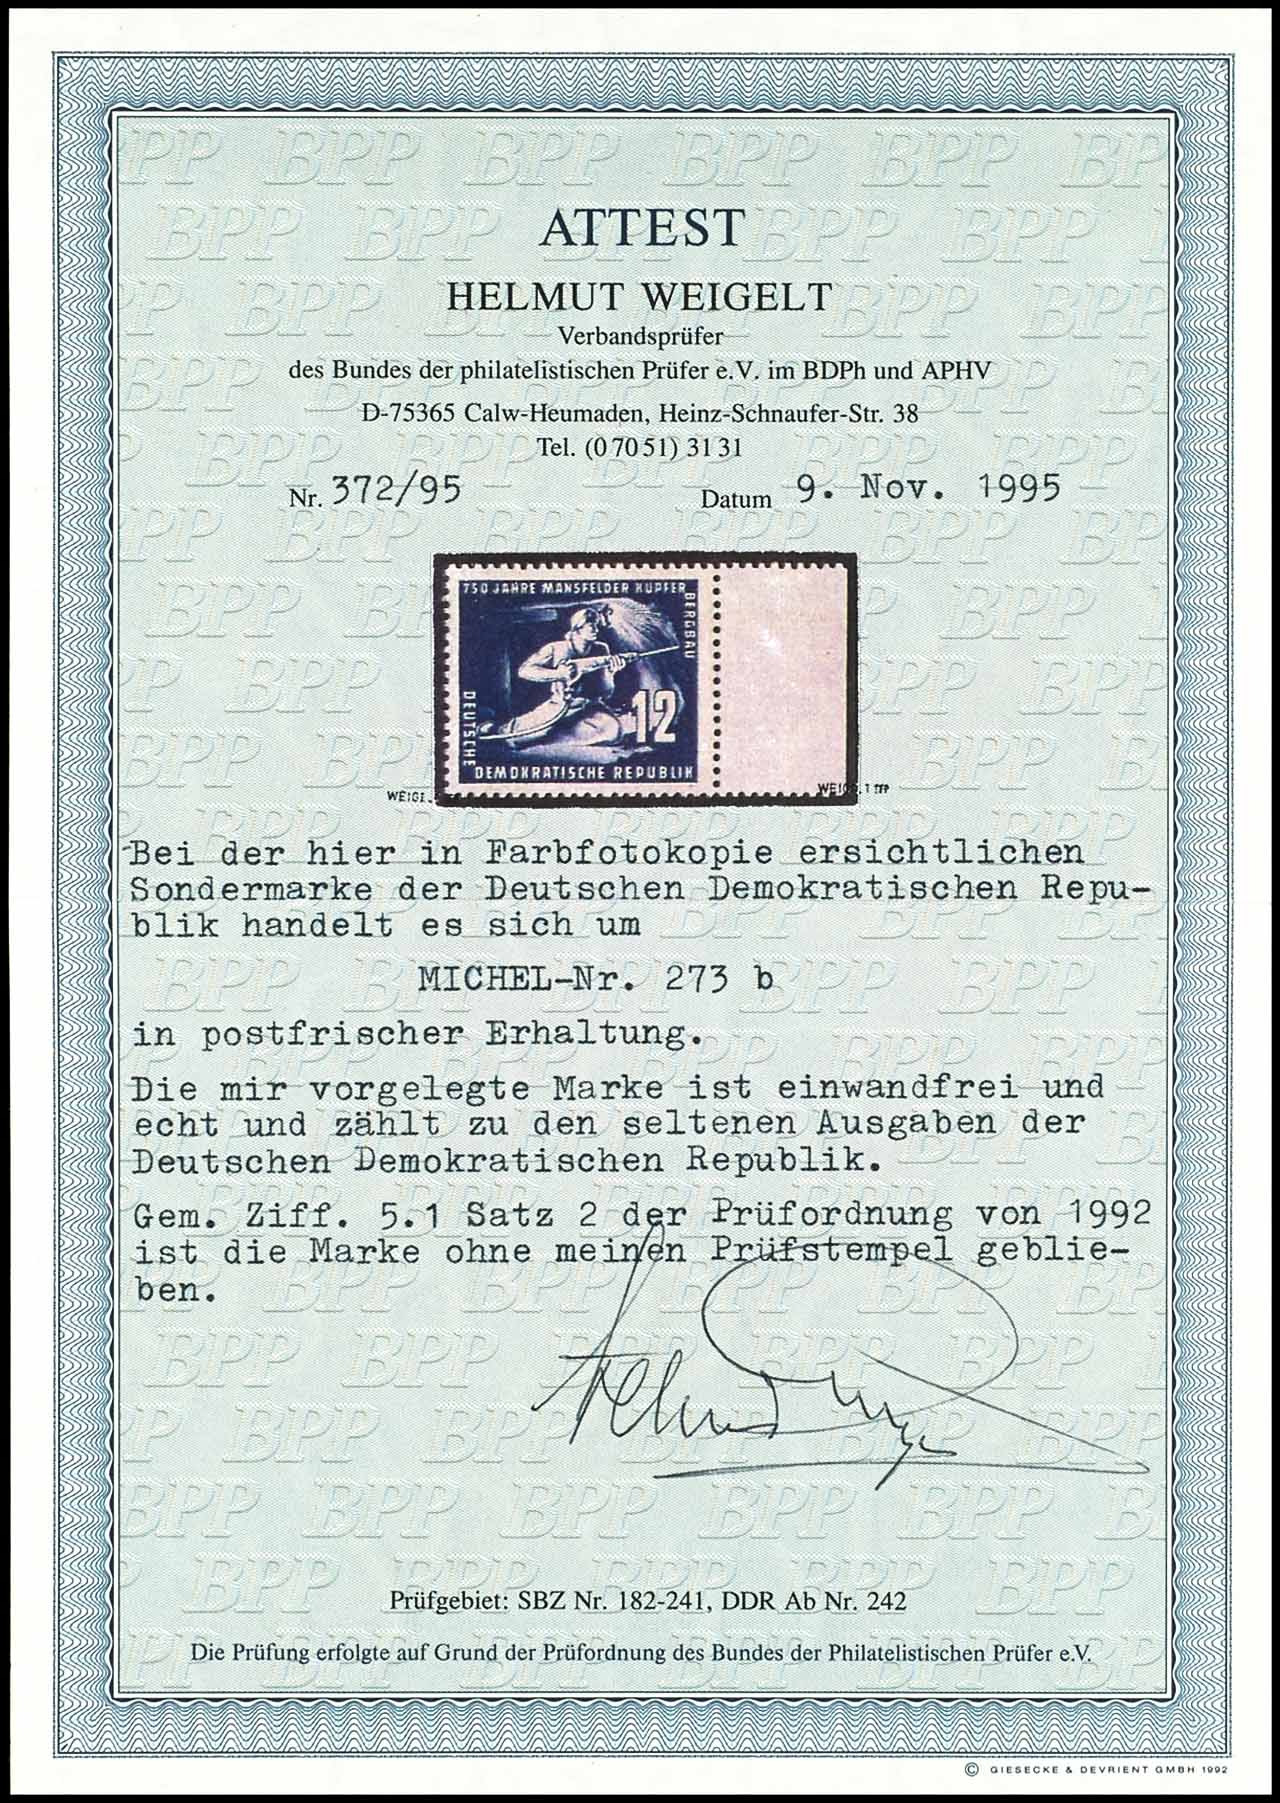 ATTEST
HELMUT WEIGELT
Verbandsprüfer
des Bundes der philatelistischen Prüfer e.V. im BDPh und APHV
D-75365 Calw-Heumaden, Heinz-Schnaufer-Str. 38
Tel. (07051) 3131
Nr. 372/95 Datum 9. Nov. 1995
750 JAHRE MANSFELDER KUPFER
BERGBAU
12
DEUTSCHE
DEMOKRATISCHE REPUBLIK
Bei der hier in Farbfotokopie ersichtlichen
Sondermarke der Deutschen Demokratischen Repu-
blik handelt es sich um
MICHEL-Nr. 273 b
in postfrischer Erhaltung.
Die mir vorgelegte Marke ist einwandfrei und
echt und zählt zu den seltenen Ausgaben der
Deutschen Demokratischen Republik.
Gem. Ziff. 5.1 Satz 2 der Prüfordnung von 1992
ist die Marke ohne meinen Prüfstempel geblie-
ben.
Prüfgebiet: SBZ Nr. 182-241, DDR Ab Nr. 242
Die Prüfung erfolgte auf Grund der Prüfordnung des Bundes der Philatelistischen Prüfer e.V.
© GIESECKE & DEVRIENT GMBH 1992